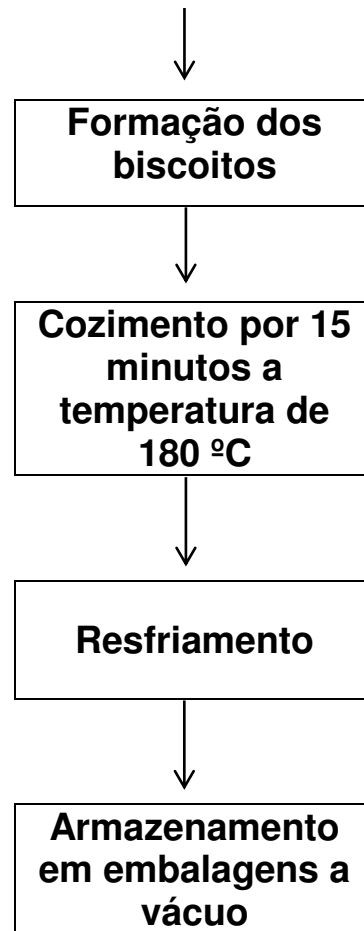 Formação dos
biscoitos
Cozimento por 15
minutos a
temperatura de
180 ºC
Resfriamento
Armazenamento
em embalagens a
vácuo